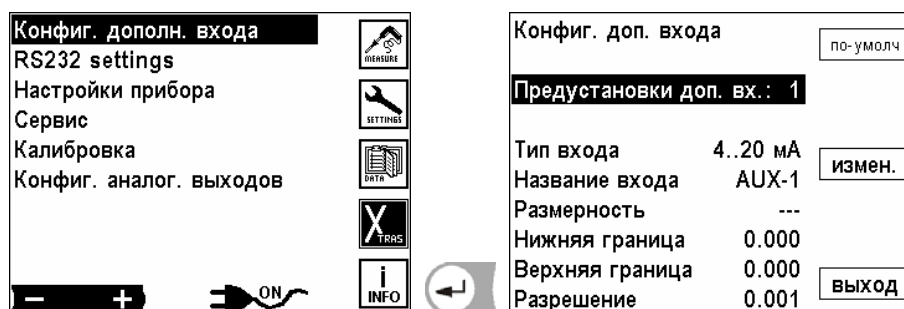 Конфиг. дополн. входа
RS232 settings
Настройки прибора
Сервис
Калибровка
Конфиг. аналог. выходов
MEASURE
SETTINGS
DATA
XTRAS
i INFO
− +
ON
Конфиг. доп. входа
по-умолч
Предустановки доп. вх.: 1
Тип входа 4..20 мА
измен.
Название входа AUX-1
Размерность ---
Нижняя граница 0.000
Верхняя граница 0.000
выход
Разрешение 0.001